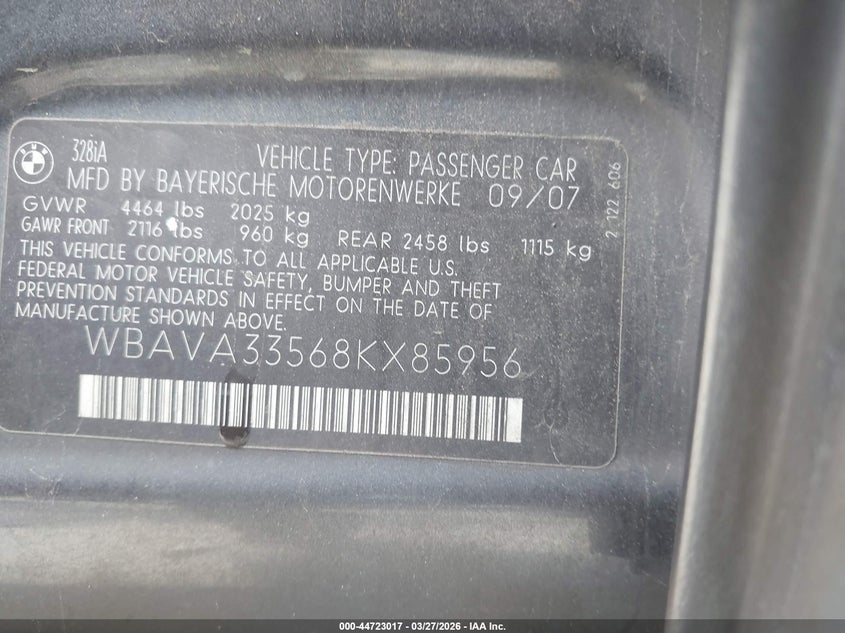 BMW
328iA
VEHICLE TYPE: PASSENGER CAR
MFD BY BAYERISCHE MOTORENWERKE 09/07
GVWR 4464 lbs 2025 kg
GAWR FRONT 2116 lbs 960 kg REAR 2458 lbs 1115 kg
THIS VEHICLE CONFORMS TO ALL APPLICABLE U.S.
FEDERAL MOTOR VEHICLE SAFETY, BUMPER AND THEFT
PREVENTION STANDARDS IN EFFECT ON THE DATE OF
MANUFACTURE SHOWN ABOVE.
WBAVA33568KX85956
2 122 606
000-44723017 — 03/27/2026 — IAA Inc.